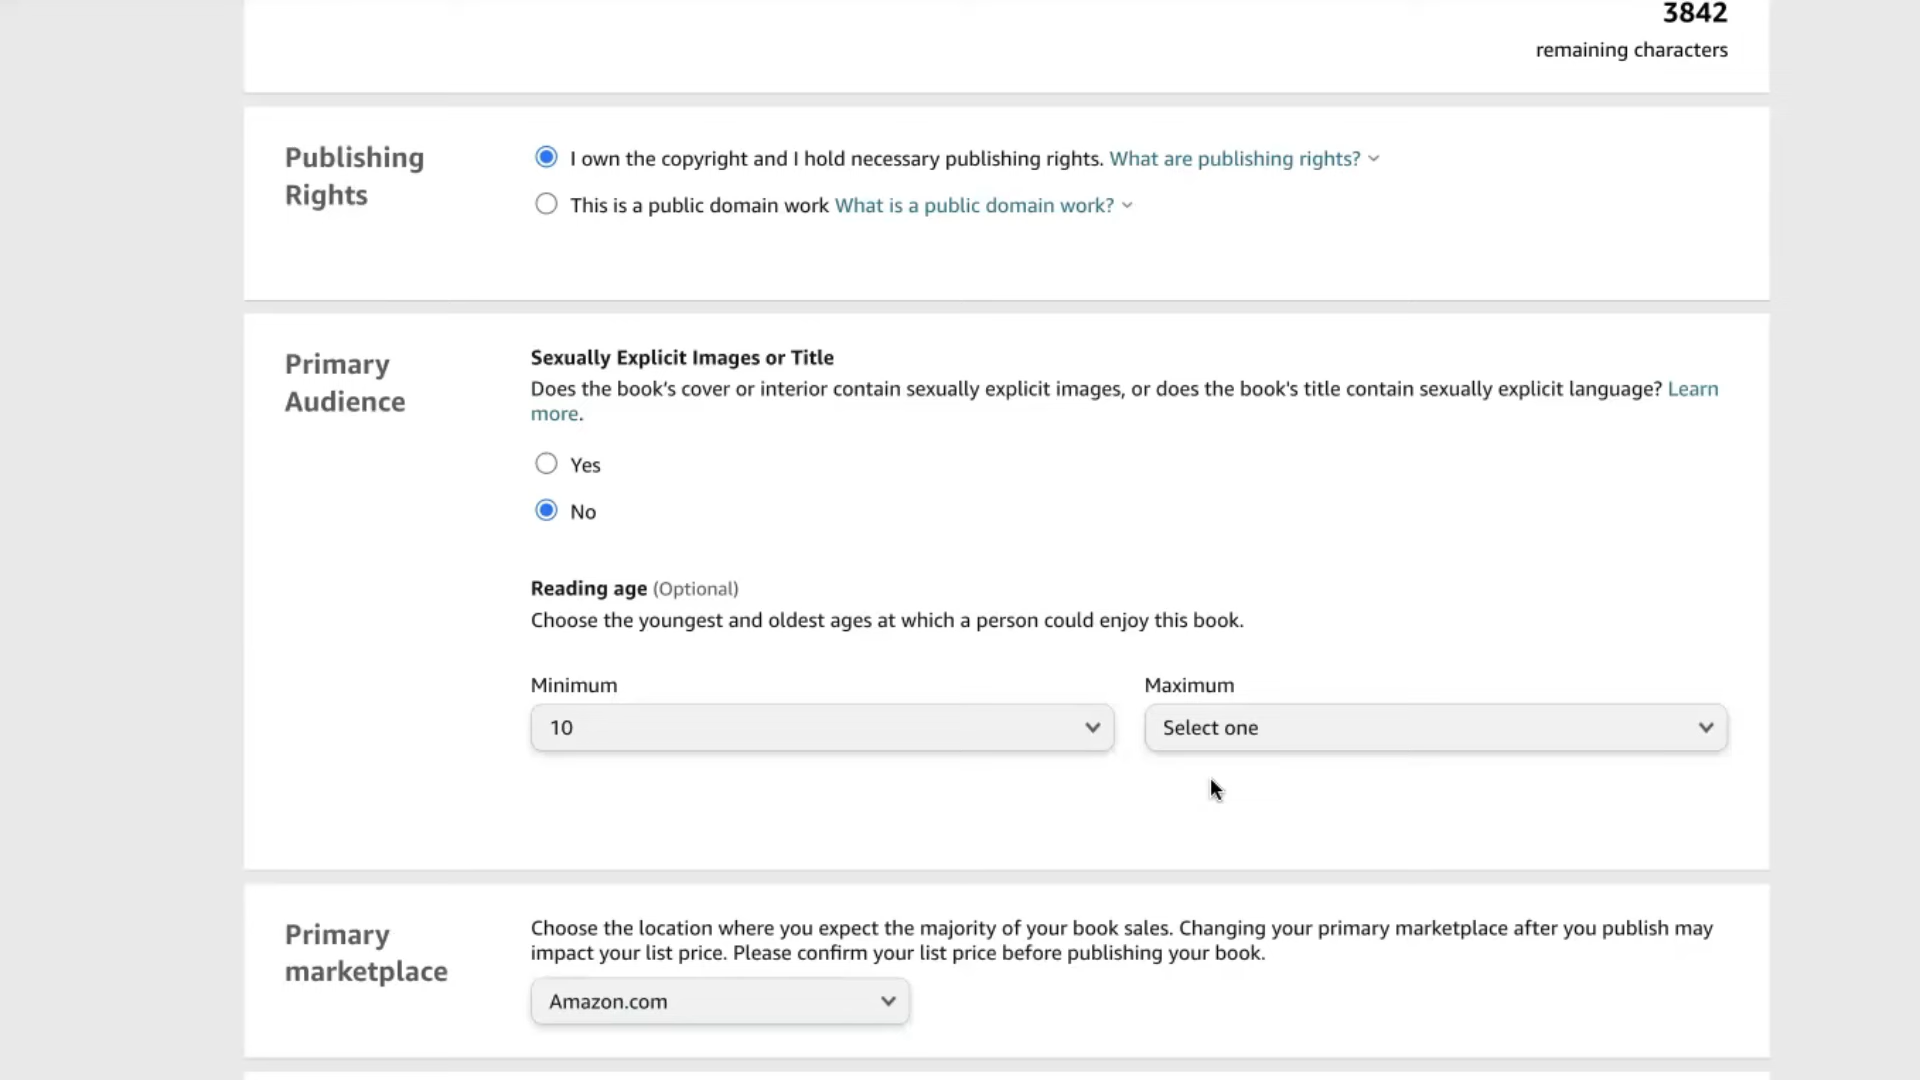 3842
remaining characters
Publishing
Rights
I own the copyright and I hold necessary publishing rights. What are publishing rights?
This is a public domain work What is a public domain work?
Primary
Audience
Sexually Explicit Images or Title
Does the book's cover or interior contain sexually explicit images, or does the book's title contain sexually explicit language? Learn
more.
Yes
No
Reading age (Optional)
Choose the youngest and oldest ages at which a person could enjoy this book.
Minimum
Maximum
10
Select one
Primary
marketplace
Choose the location where you expect the majority of your book sales. Changing your primary marketplace after you publish may
impact your list price. Please confirm your list price before publishing your book.
Amazon.com